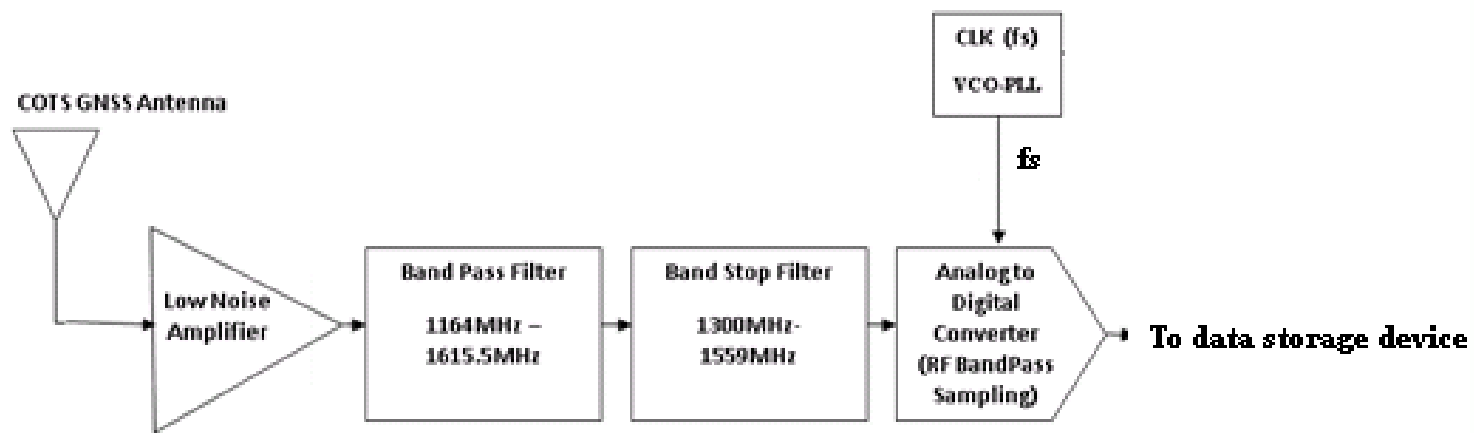 COTS GNSS Antenna
Low Noise
Amplifier
Band Pass Filter
1164MHz –
1615.5MHz
Band Stop Filter
1300MHz-
1559MHz
CLK (fs)
VCO-PLL
fs
Analog to
Digital
Converter
(RF BandPass
Sampling)
To data storage device